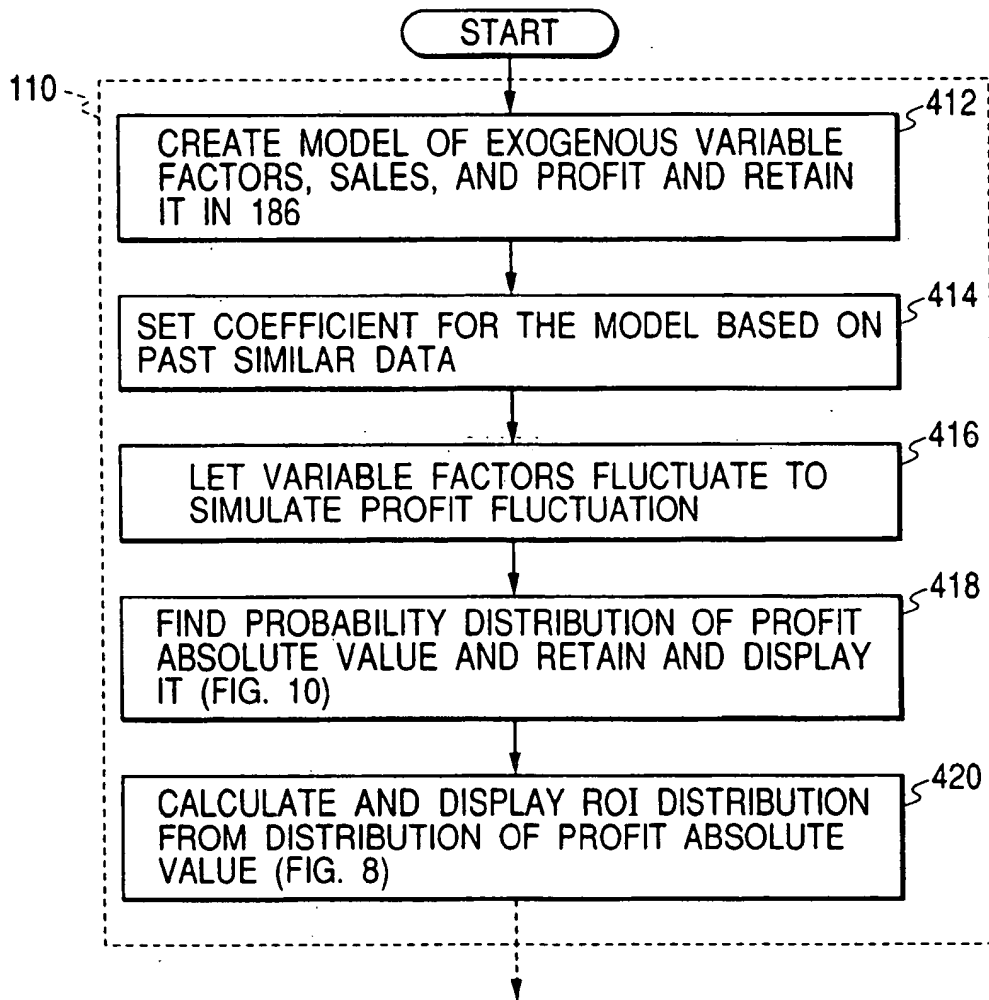 START
110
412
CREATE MODEL OF EXOGENOUS VARIABLE
FACTORS, SALES, AND PROFIT AND RETAIN
IT IN 186
414
SET COEFFICIENT FOR THE MODEL BASED ON
PAST SIMILAR DATA
416
LET VARIABLE FACTORS FLUCTUATE TO
SIMULATE PROFIT FLUCTUATION
418
FIND PROBABILITY DISTRIBUTION OF PROFIT
ABSOLUTE VALUE AND RETAIN AND DISPLAY
IT (FIG. 10)
420
CALCULATE AND DISPLAY ROI DISTRIBUTION
FROM DISTRIBUTION OF PROFIT ABSOLUTE
VALUE (FIG. 8)